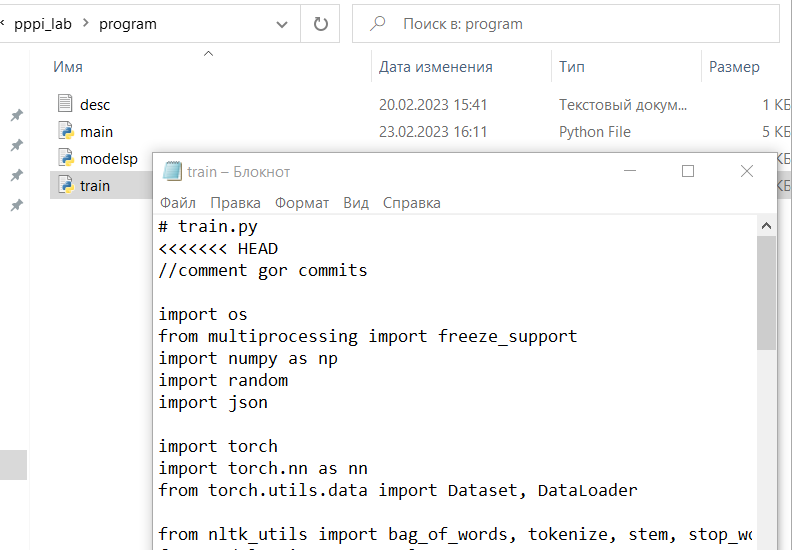 pppi_lab > program
Поиск в: program
Имя Дата изменения Тип Размер
desc 20.02.2023 15:41 Текстовый докум... 1 КБ
main 23.02.2023 16:11 Python File 5 КБ
modelsp КБ
train КБ
train – Блокнот
Файл Правка Формат Вид Справка
# train.py
<<<<<<< HEAD
//comment gor commits
import os
from multiprocessing import freeze_support
import numpy as np
import random
import json
import torch
import torch.nn as nn
from torch.utils.data import Dataset, DataLoader
from nltk_utils import bag_of_words, tokenize, stem, stop_wo